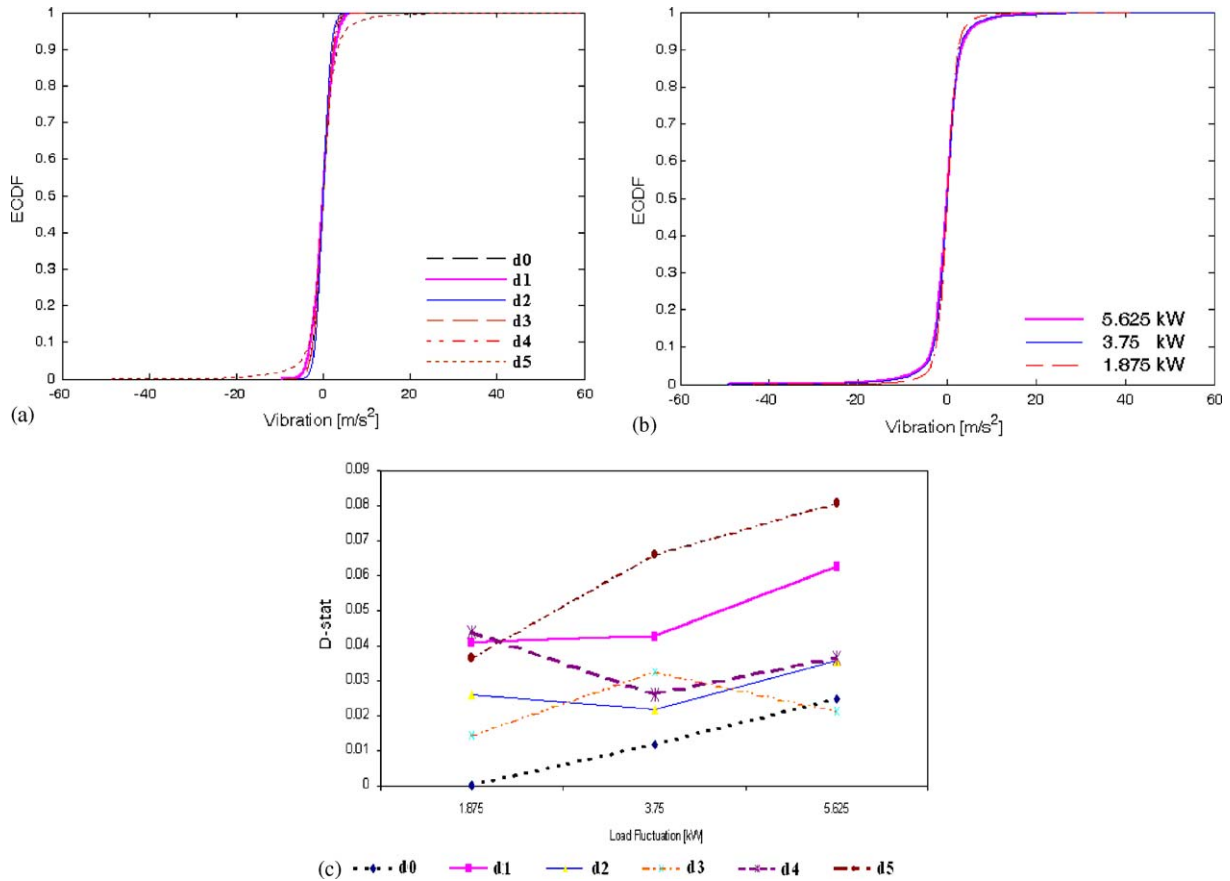 1
0.9
0.8
0.7
0.6
0.5
0.4
0.3
0.2
0.1
0
ECDF
d0
d1
d2
d3
d4
d5
-60
-40
-20
0
20
40
60
Vibration [m/s²]
(a)
1
0.9
0.8
0.7
0.6
0.5
0.4
0.3
0.2
0.1
0
ECDF
5.625 kW
3.75 kW
1.875 kW
-60
-40
-20
0
20
40
60
Vibration [m/s²]
(b)
0.09
0.08
0.07
0.06
0.05
0.04
0.03
0.02
0.01
0
D-stat
1.875
3.75
5.625
Load Fluctuation [kW]
(c)
d0
d1
d2
d3
d4
d5